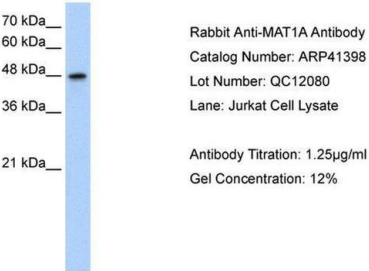 70 kDa
60 kDa
48 kDa
36 kDa
21 kDa
Rabbit Anti-MAT1A Antibody
Catalog Number: ARP41398
Lot Number: QC12080
Lane: Jurkat Cell Lysate
Antibody Titration: 1.25µg/ml
Gel Concentration: 12%